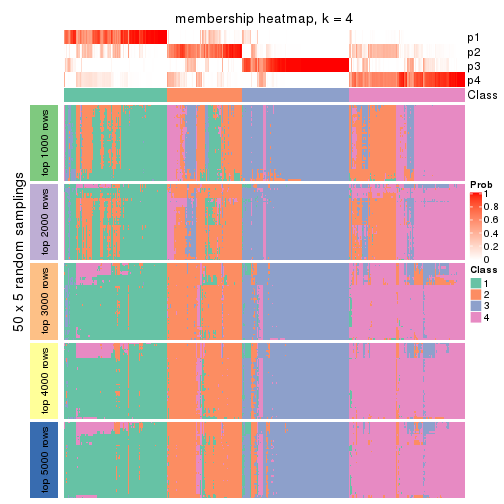 membership heatmap, k = 4
p1
p2
p3
p4
Class
50 x 5 random samplings
top 1000 rows
top 2000 rows
top 3000 rows
top 4000 rows
top 5000 rows
Prob
1
0.8
0.6
0.4
0.2
0
Class
1
2
3
4